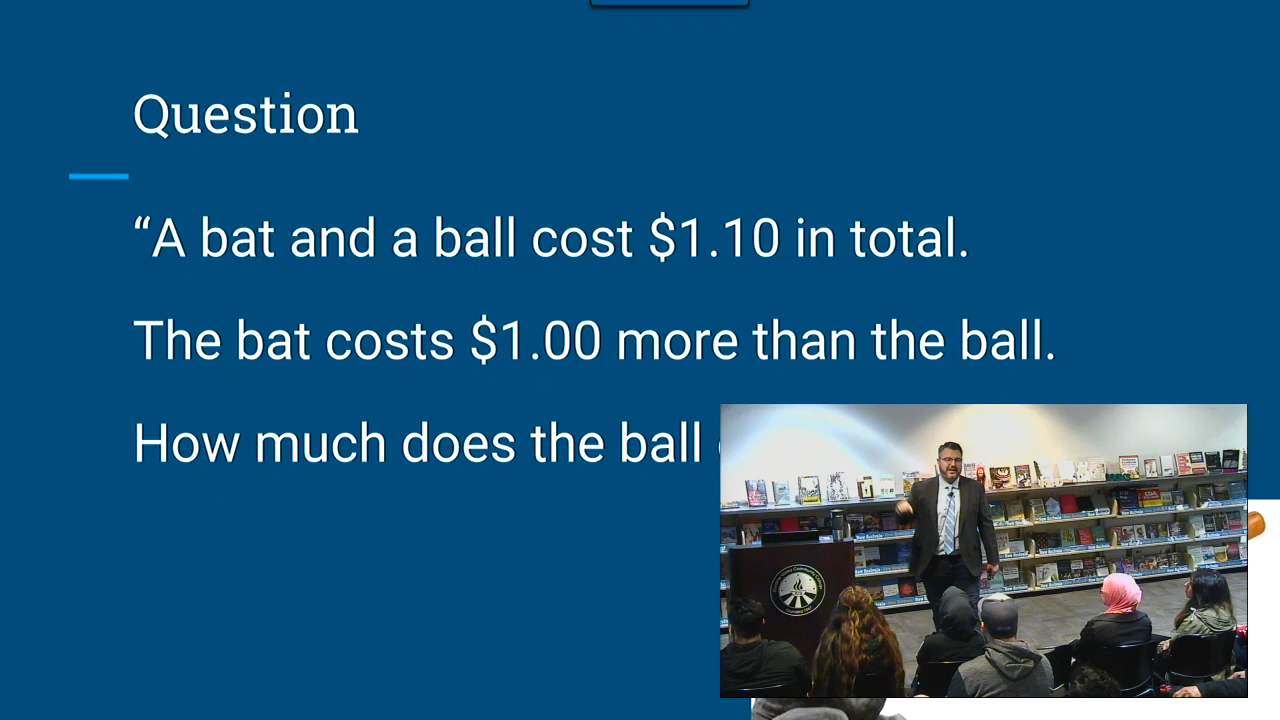 Question
“A bat and a ball cost $1.10 in total.
The bat costs $1.00 more than the ball.
How much does the ball